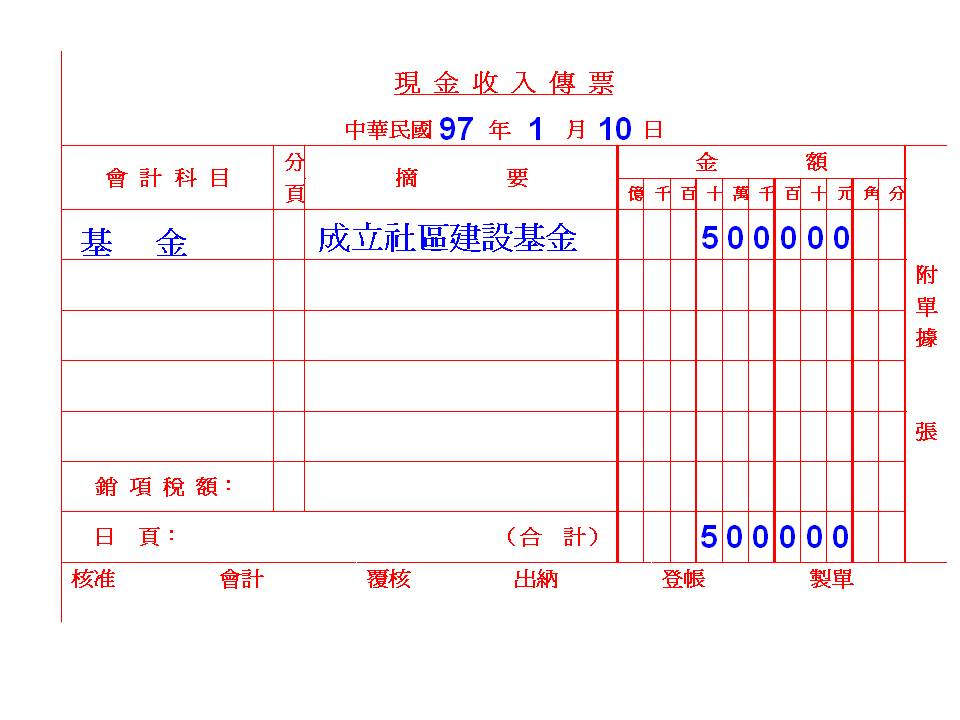 現金收入傳票
中華民國 97 年 1 月 10 日
會計科目 分頁 摘要 金額
億 千 百 十 萬 千 百 十 元 角 分
基金 成立社區建設基金 5 0 0 0 0 0
附單據 張
銷項稅額：
日頁： （合計） 5 0 0 0 0 0
核准 會計 覆核 出納 登帳 製單